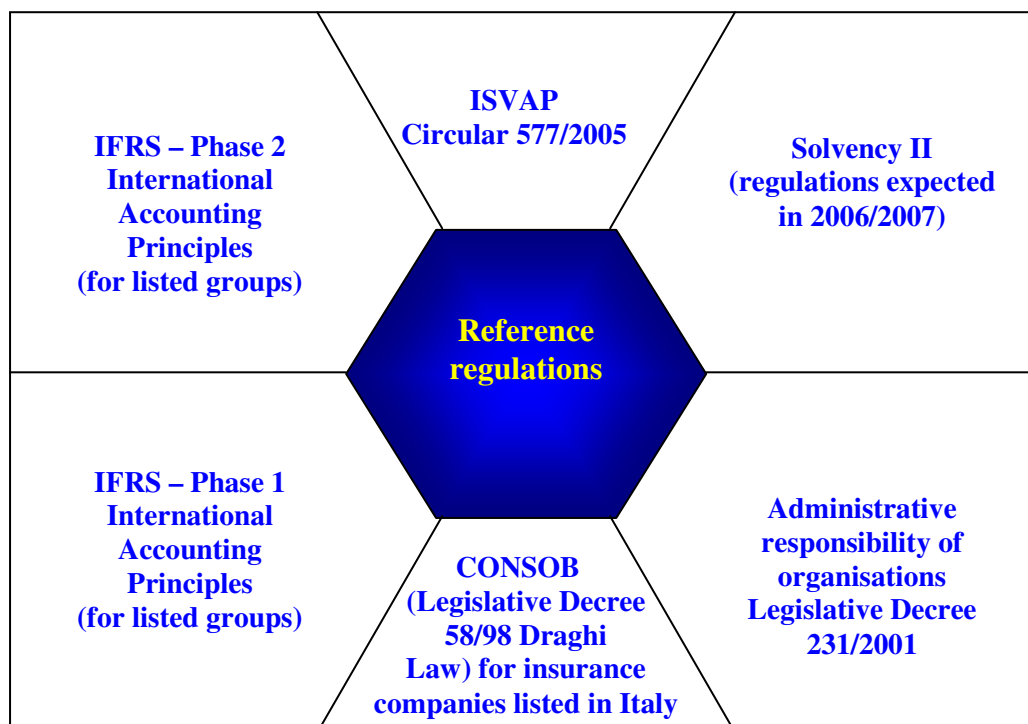 ISVAP
Circular 577/2005
IFRS – Phase 2
International
Accounting
Principles
(for listed groups)
Solvency II
(regulations expected
in 2006/2007)
Reference
regulations
IFRS – Phase 1
International
Accounting
Principles
(for listed groups)
CONSOB
(Legislative Decree
58/98 Draghi
Law) for insurance
companies listed in Italy
Administrative
responsibility of
organisations
Legislative Decree
231/2001